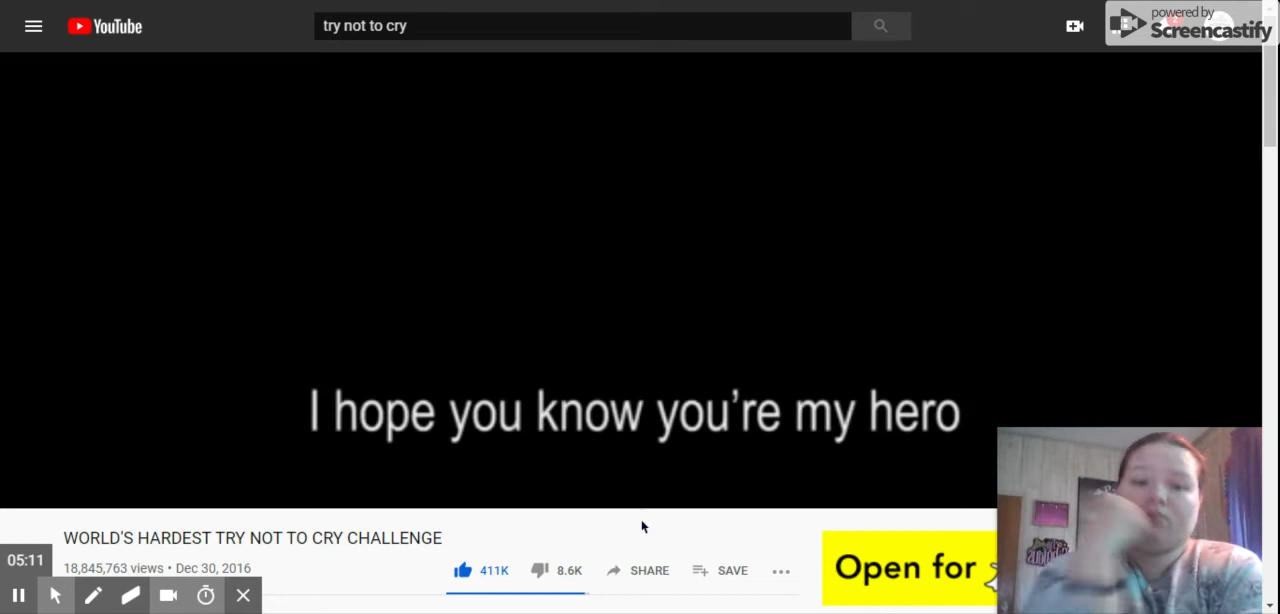 YouTube
try not to cry
powered by
Screencastify
I hope you know you're my hero
WORLD'S HARDEST TRY NOT TO CRY CHALLENGE
18,845,763 views • Dec 30, 2016
411K
8.6K
SHARE
SAVE
Open for
05:11